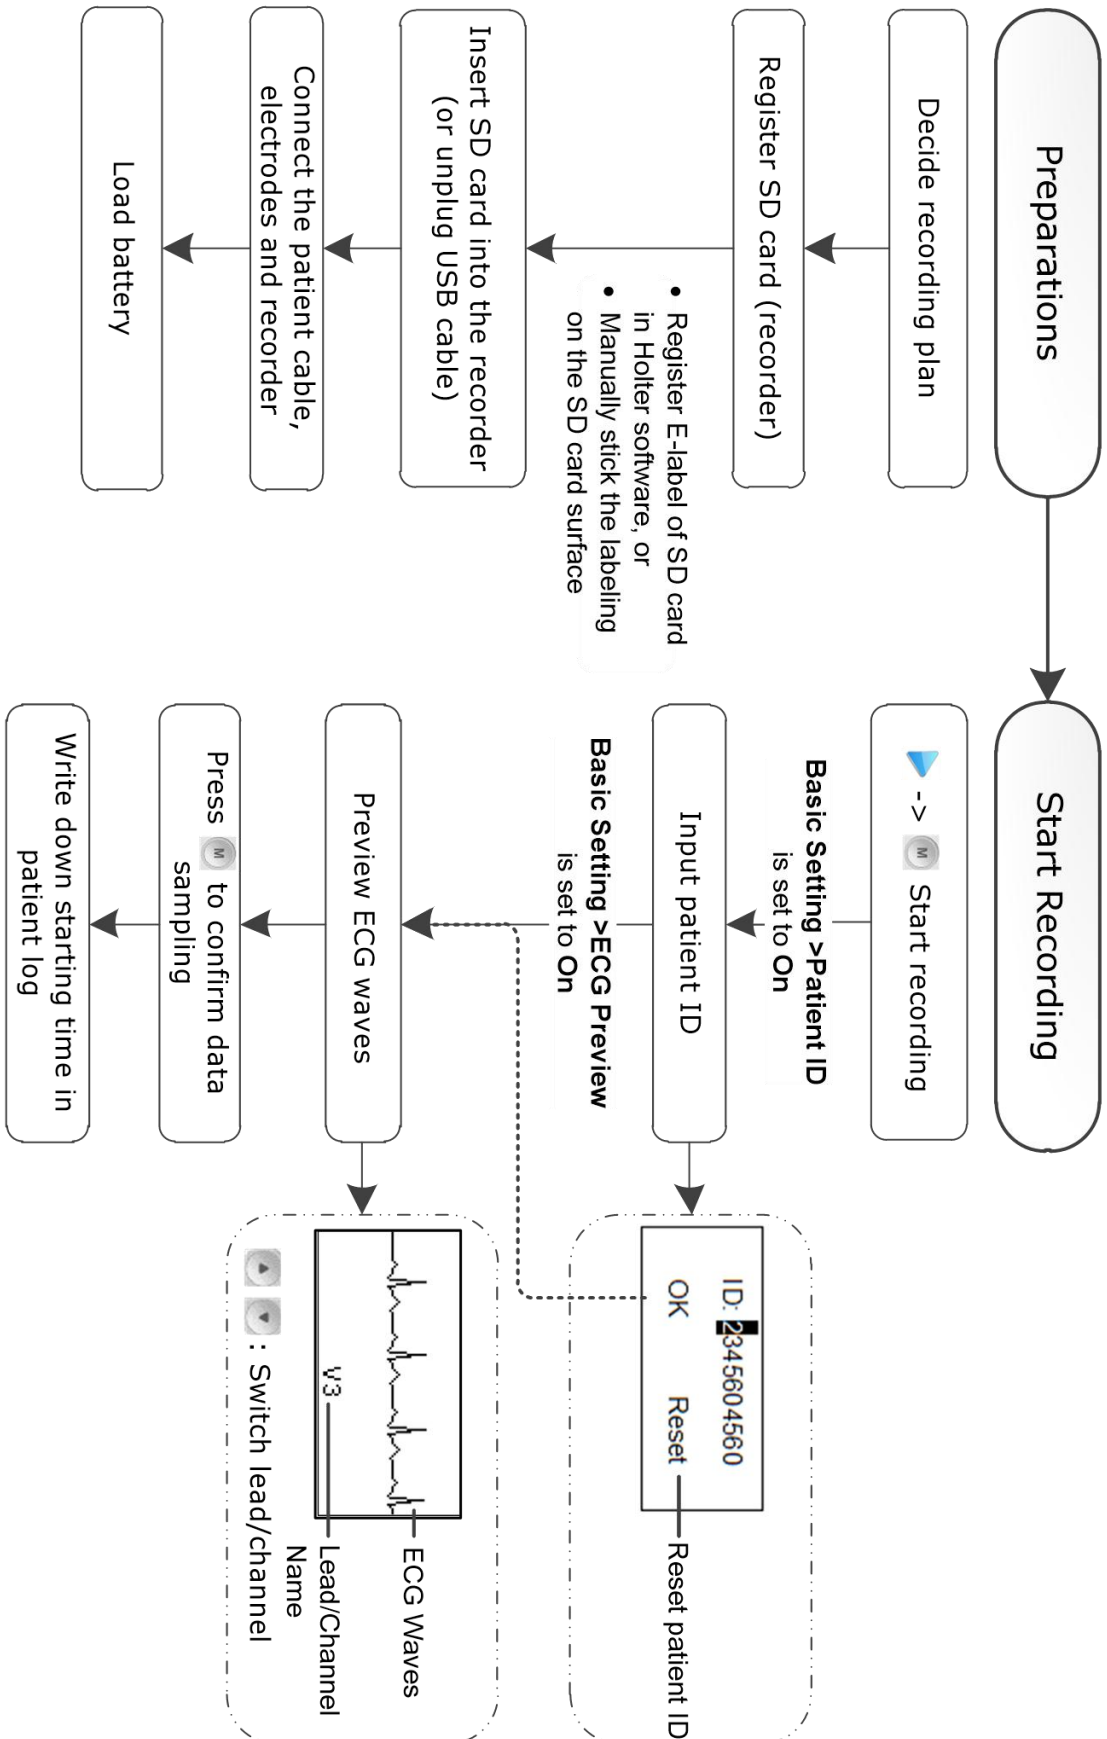 Preparations
Decide recording plan
Register SD card (recorder)
• Register E-label of SD card
in Holter software, or
• Manually stick the labeling
on the SD card surface
Insert SD card into the recorder
(or unplug USB cable)
Connect the patient cable,
electrodes and recorder
Load battery
Start Recording
-> M Start recording
Basic Setting >Patient ID
is set to On
Input patient ID
Basic Setting >ECG Preview
is set to On
Preview ECG waves
Press M to confirm data
sampling
Write down starting time in
patient log
ID: 2345604560
OK Reset
Reset patient ID
ECG Waves
V3
Lead/Channel
Name
: Switch lead/channel